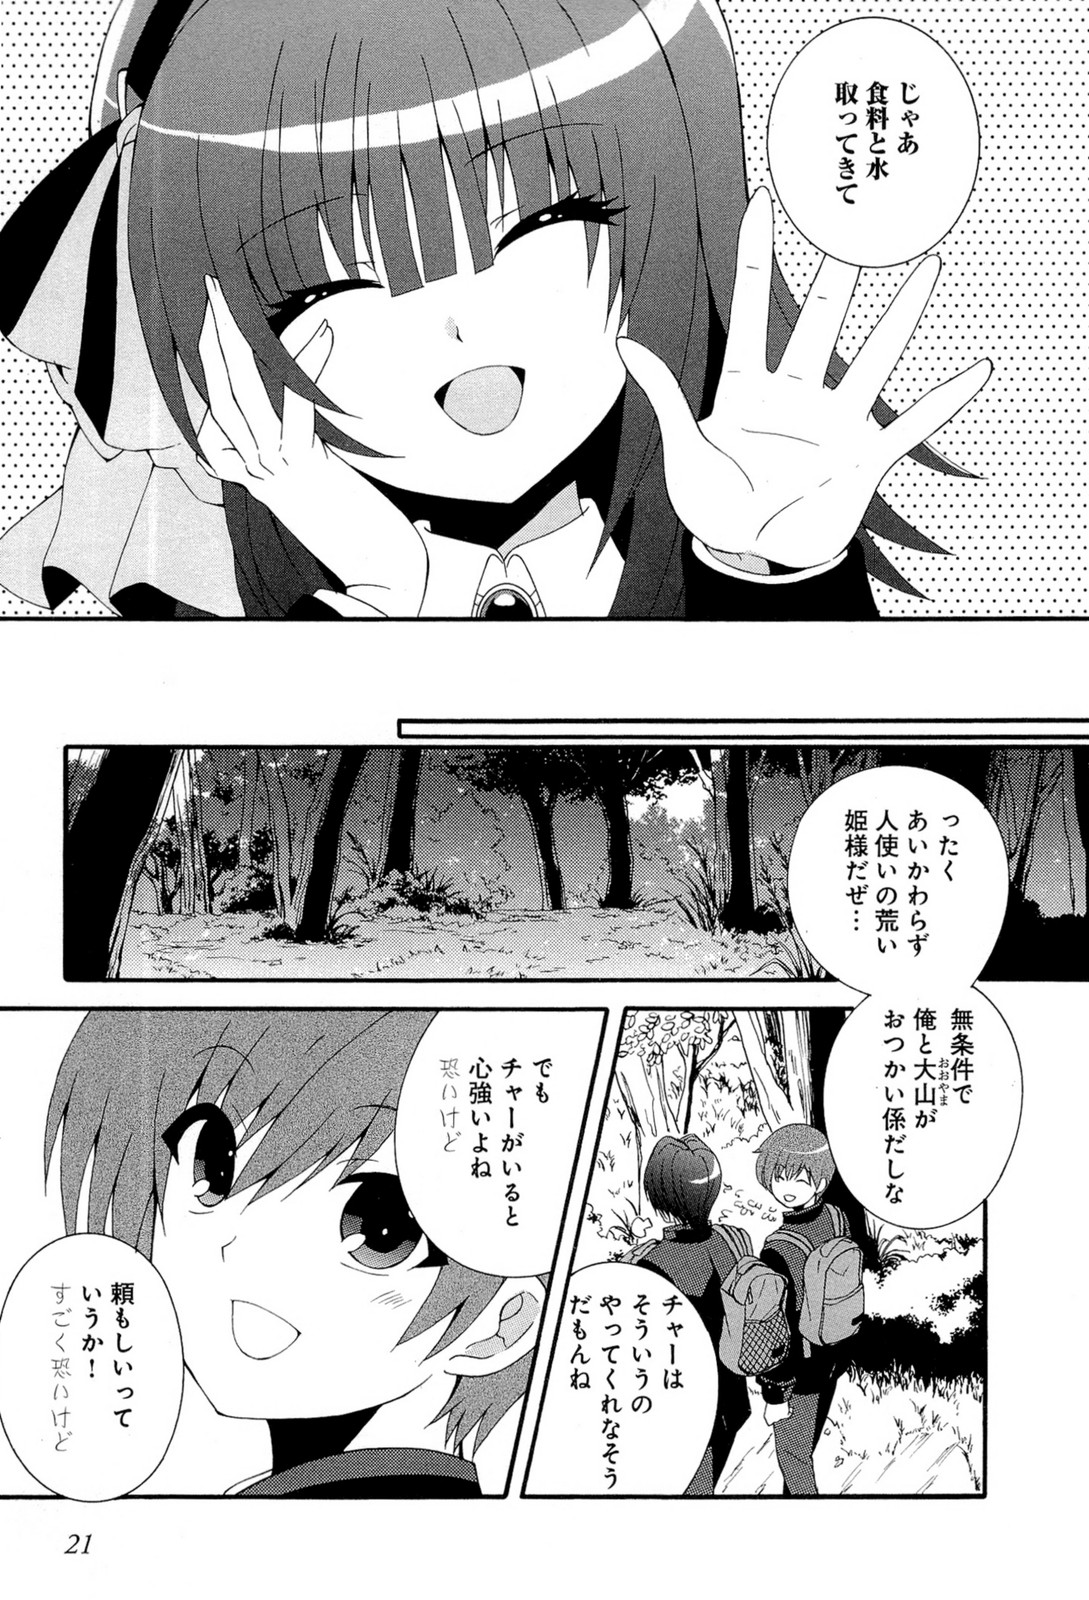 じゃあ
食料と水
取ってきて
ったく
あいかわらず
人使いの荒い
姫様だぜ…
無条件で
俺と大山が
おおやま
おつかい係だしな
チャーは
そういうの
やってくれなそう
だもんね
でも
チャーがいると
心強いよね
恐いけど
頼もしいって
いうか！
すごく恐いけど
21